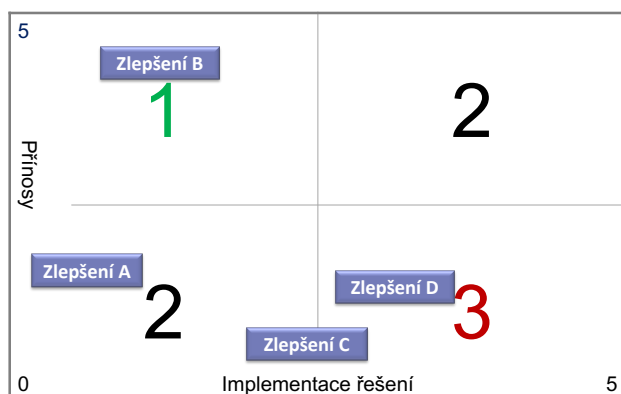 5
Zlepšení B
1
2
Přínosy
Zlepšení A
2
Zlepšení D
3
Zlepšení C
0
Implementace řešení
5